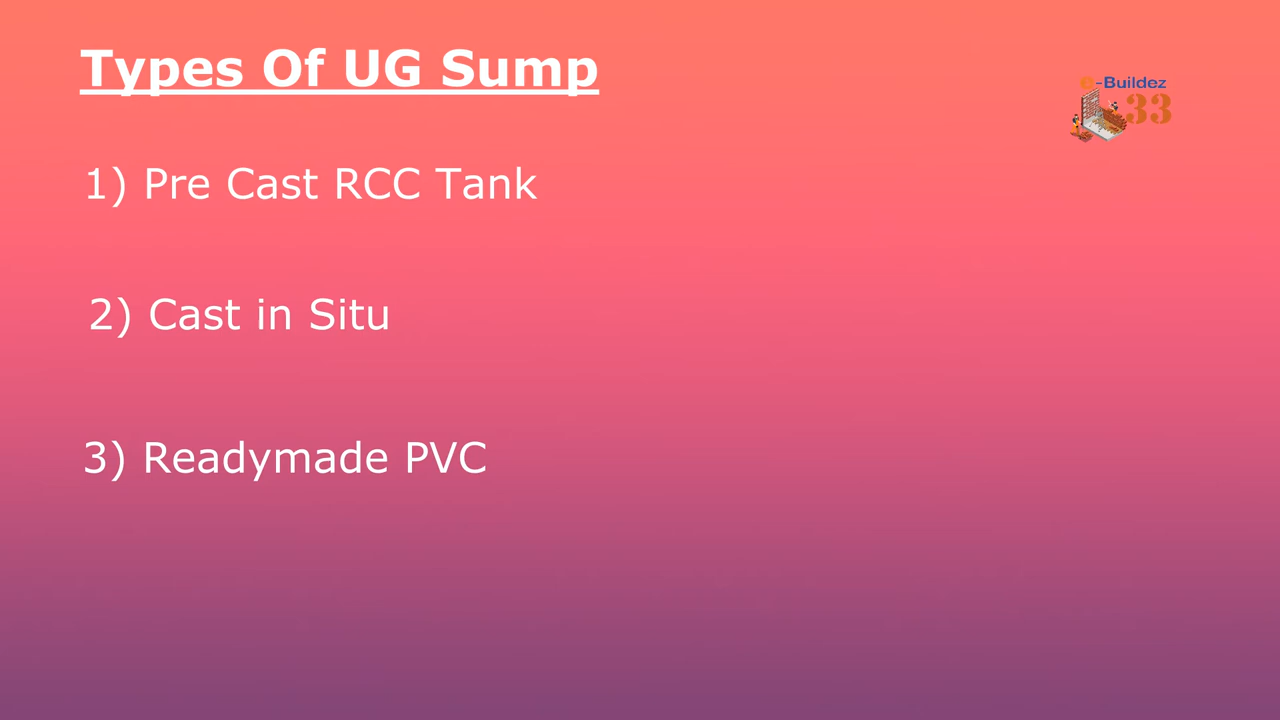 Types Of UG Sump
e-Buildez
33
1) Pre Cast RCC Tank
2) Cast in Situ
3) Readymade PVC